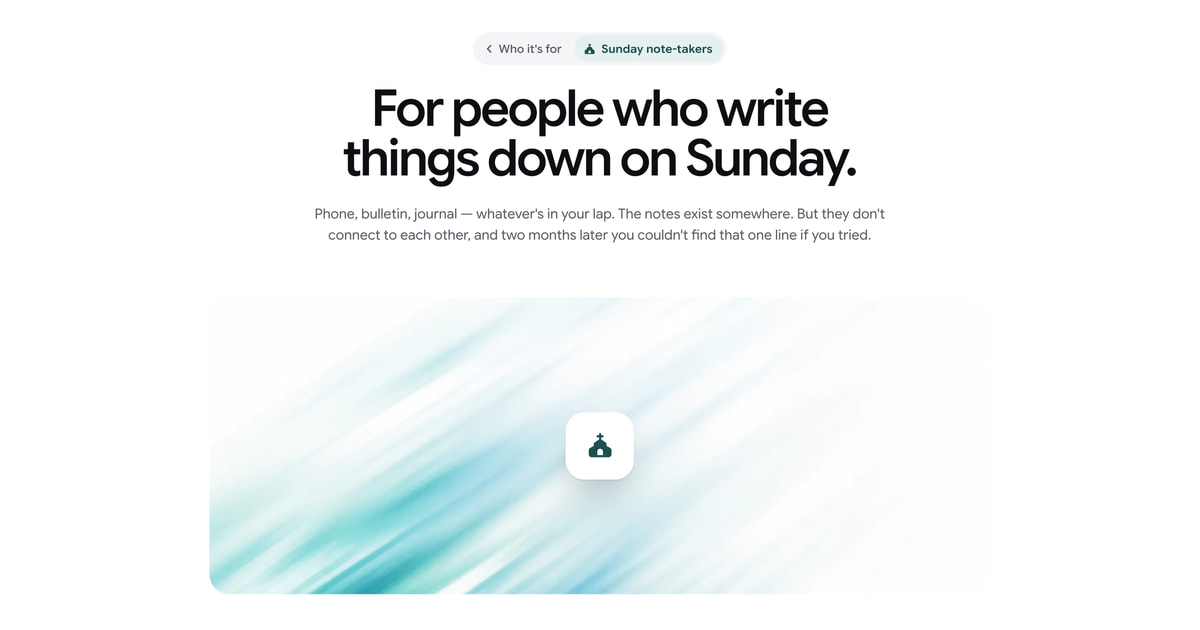 Who it's for
Sunday note-takers
For people who write
things down on Sunday.
Phone, bulletin, journal — whatever's in your lap. The notes exist somewhere. But they don't
connect to each other, and two months later you couldn't find that one line if you tried.